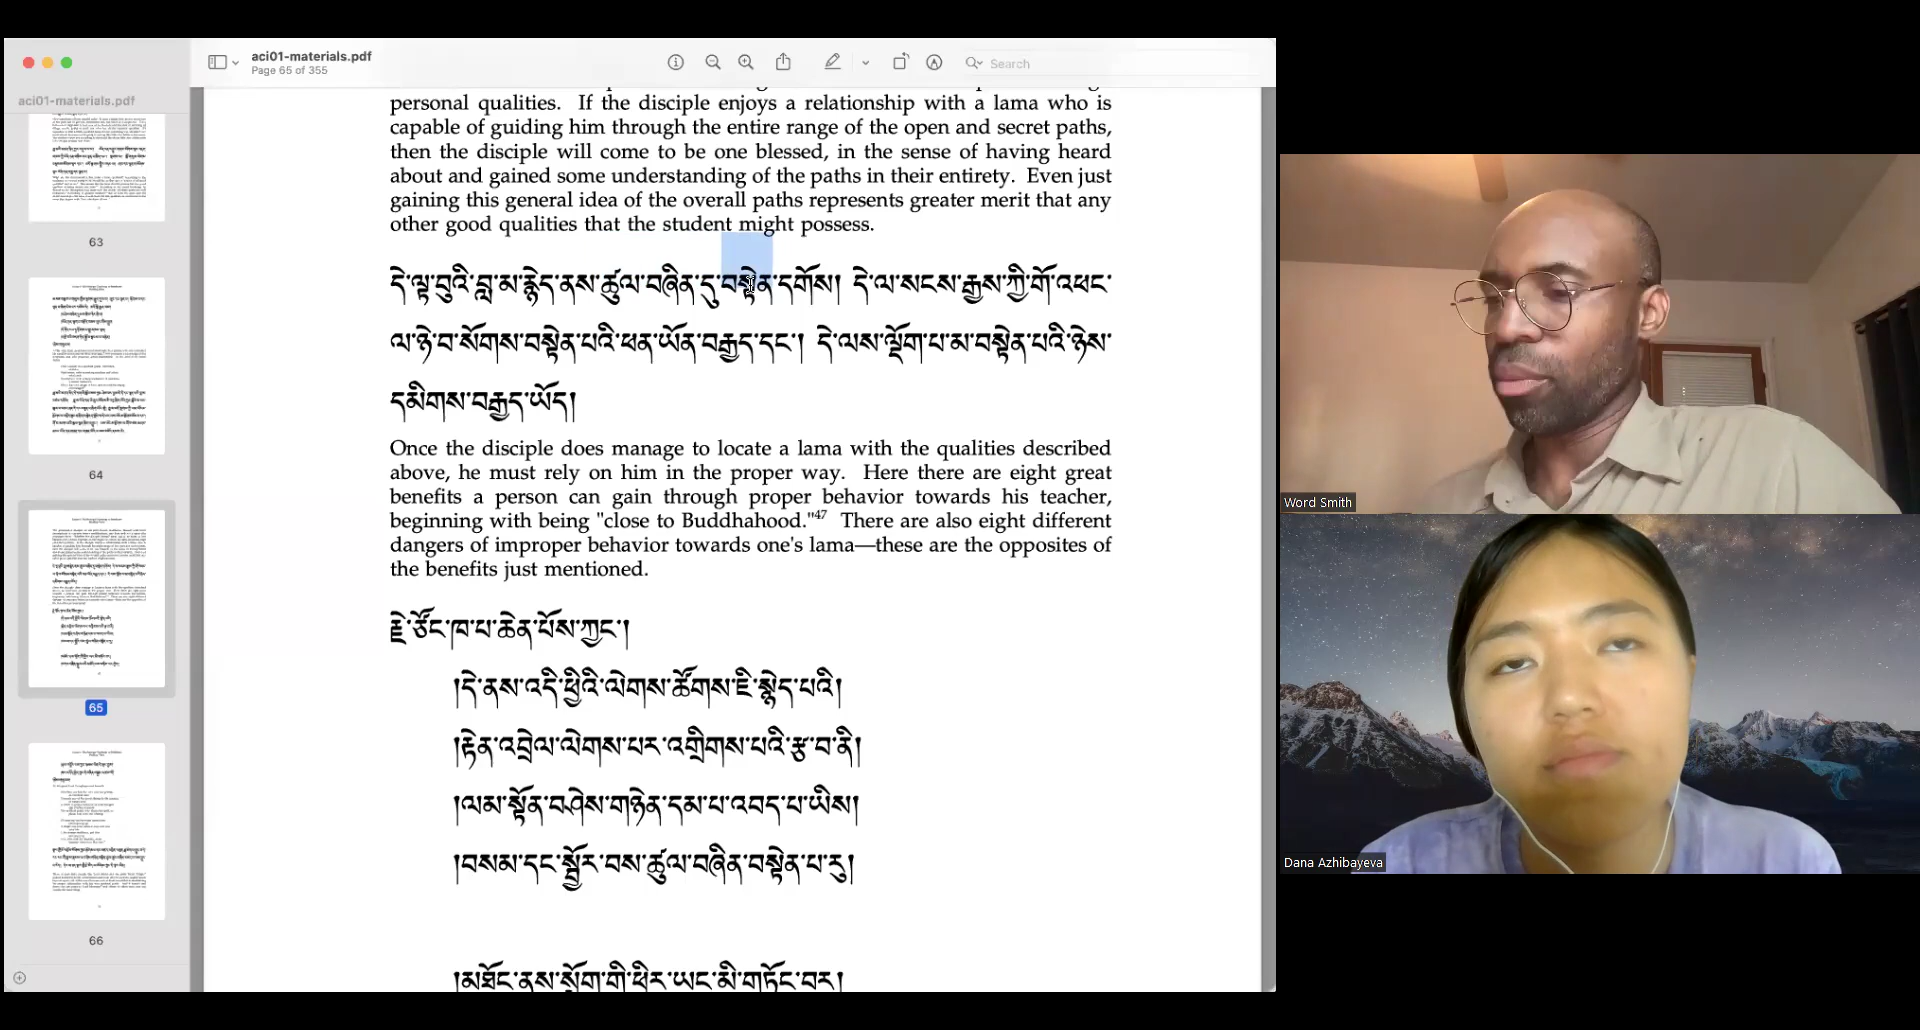 aci01-materials.pdf
Page 65 of 355
Search
aci01-materials.pdf
63
64
65
66
personal qualities. If the disciple enjoys a relationship with a lama who is
capable of guiding him through the entire range of the open and secret paths,
then the disciple will come to be one blessed, in the sense of having heard
about and gained some understanding of the paths in their entirety. Even just
gaining this general idea of the overall paths represents greater merit that any
other good qualities that the student might possess.
དེ་ལྟ་བུའི་བླ་མ་རྙེད་ནས་ཚུལ་བཞིན་དུ་བསྟེན་དགོས། དེ་ལ་སངས་རྒྱས་ཀྱི་གོ་འཕང་
ལ་ཉེ་བ་སོགས་བསྟེན་པའི་ཕན་ཡོན་བརྒྱད་དང་། དེ་ལས་ལྡོག་པ་མ་བསྟེན་པའི་ཉེས་
དམིགས་བརྒྱད་ཡོད།
Once the disciple does manage to locate a lama with the qualities described
above, he must rely on him in the proper way. Here there are eight great
benefits a person can gain through proper behavior towards his teacher,
beginning with being "close to Buddhahood."47 There are also eight different
dangers of improper behavior towards one's lama—these are the opposites of
the benefits just mentioned.
རྗེ་ཙོང་ཁ་པ་ཆེན་པོས་ཀྱང་།
།དེ་ནས་འདི་ཕྱིའི་ལེགས་ཚོགས་ཇི་སྙེད་པའི།
།རྟེན་འབྲེལ་ལེགས་པར་འགྲིགས་པའི་རྩ་བ་ནི།
།ལམ་སྟོན་བཤེས་གཉེན་དམ་པ་འབད་པ་ཡིས།
།བསམ་དང་སྦྱོར་བས་ཚུལ་བཞིན་བསྟེན་པ་རུ།
།མཐོང་ནས་སྲོག་གི་ཕྱིར་ཡང་མི་གཏོང་བར།
Word Smith
Dana Azhibayeva